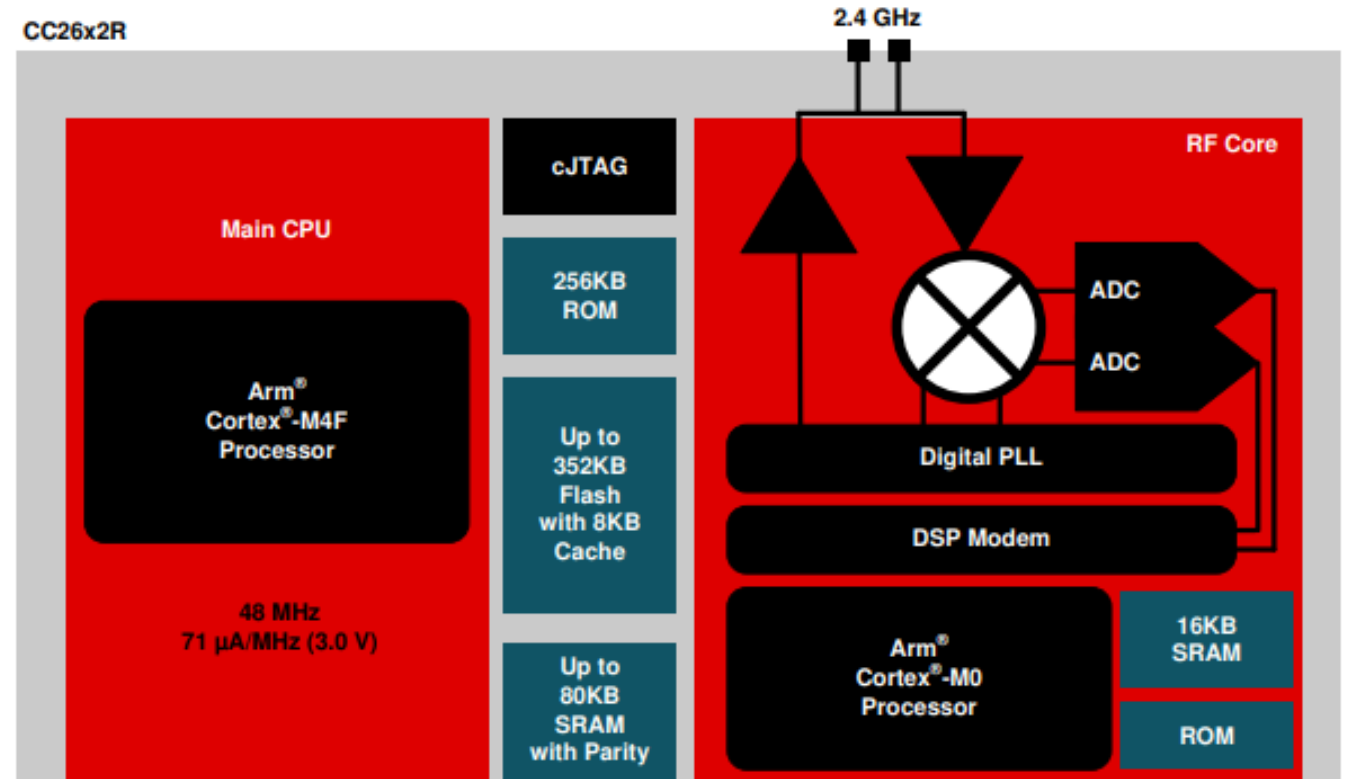 CC26x2R
2.4 GHz
Main CPU
Arm®
Cortex®-M4F
Processor
48 MHz
71 µA/MHz (3.0 V)
cJTAG
256KB
ROM
Up to
352KB
Flash
with 8KB
Cache
Up to
80KB
SRAM
with Parity
RF Core
ADC
ADC
Digital PLL
DSP Modem
Arm®
Cortex®-M0
Processor
16KB
SRAM
ROM